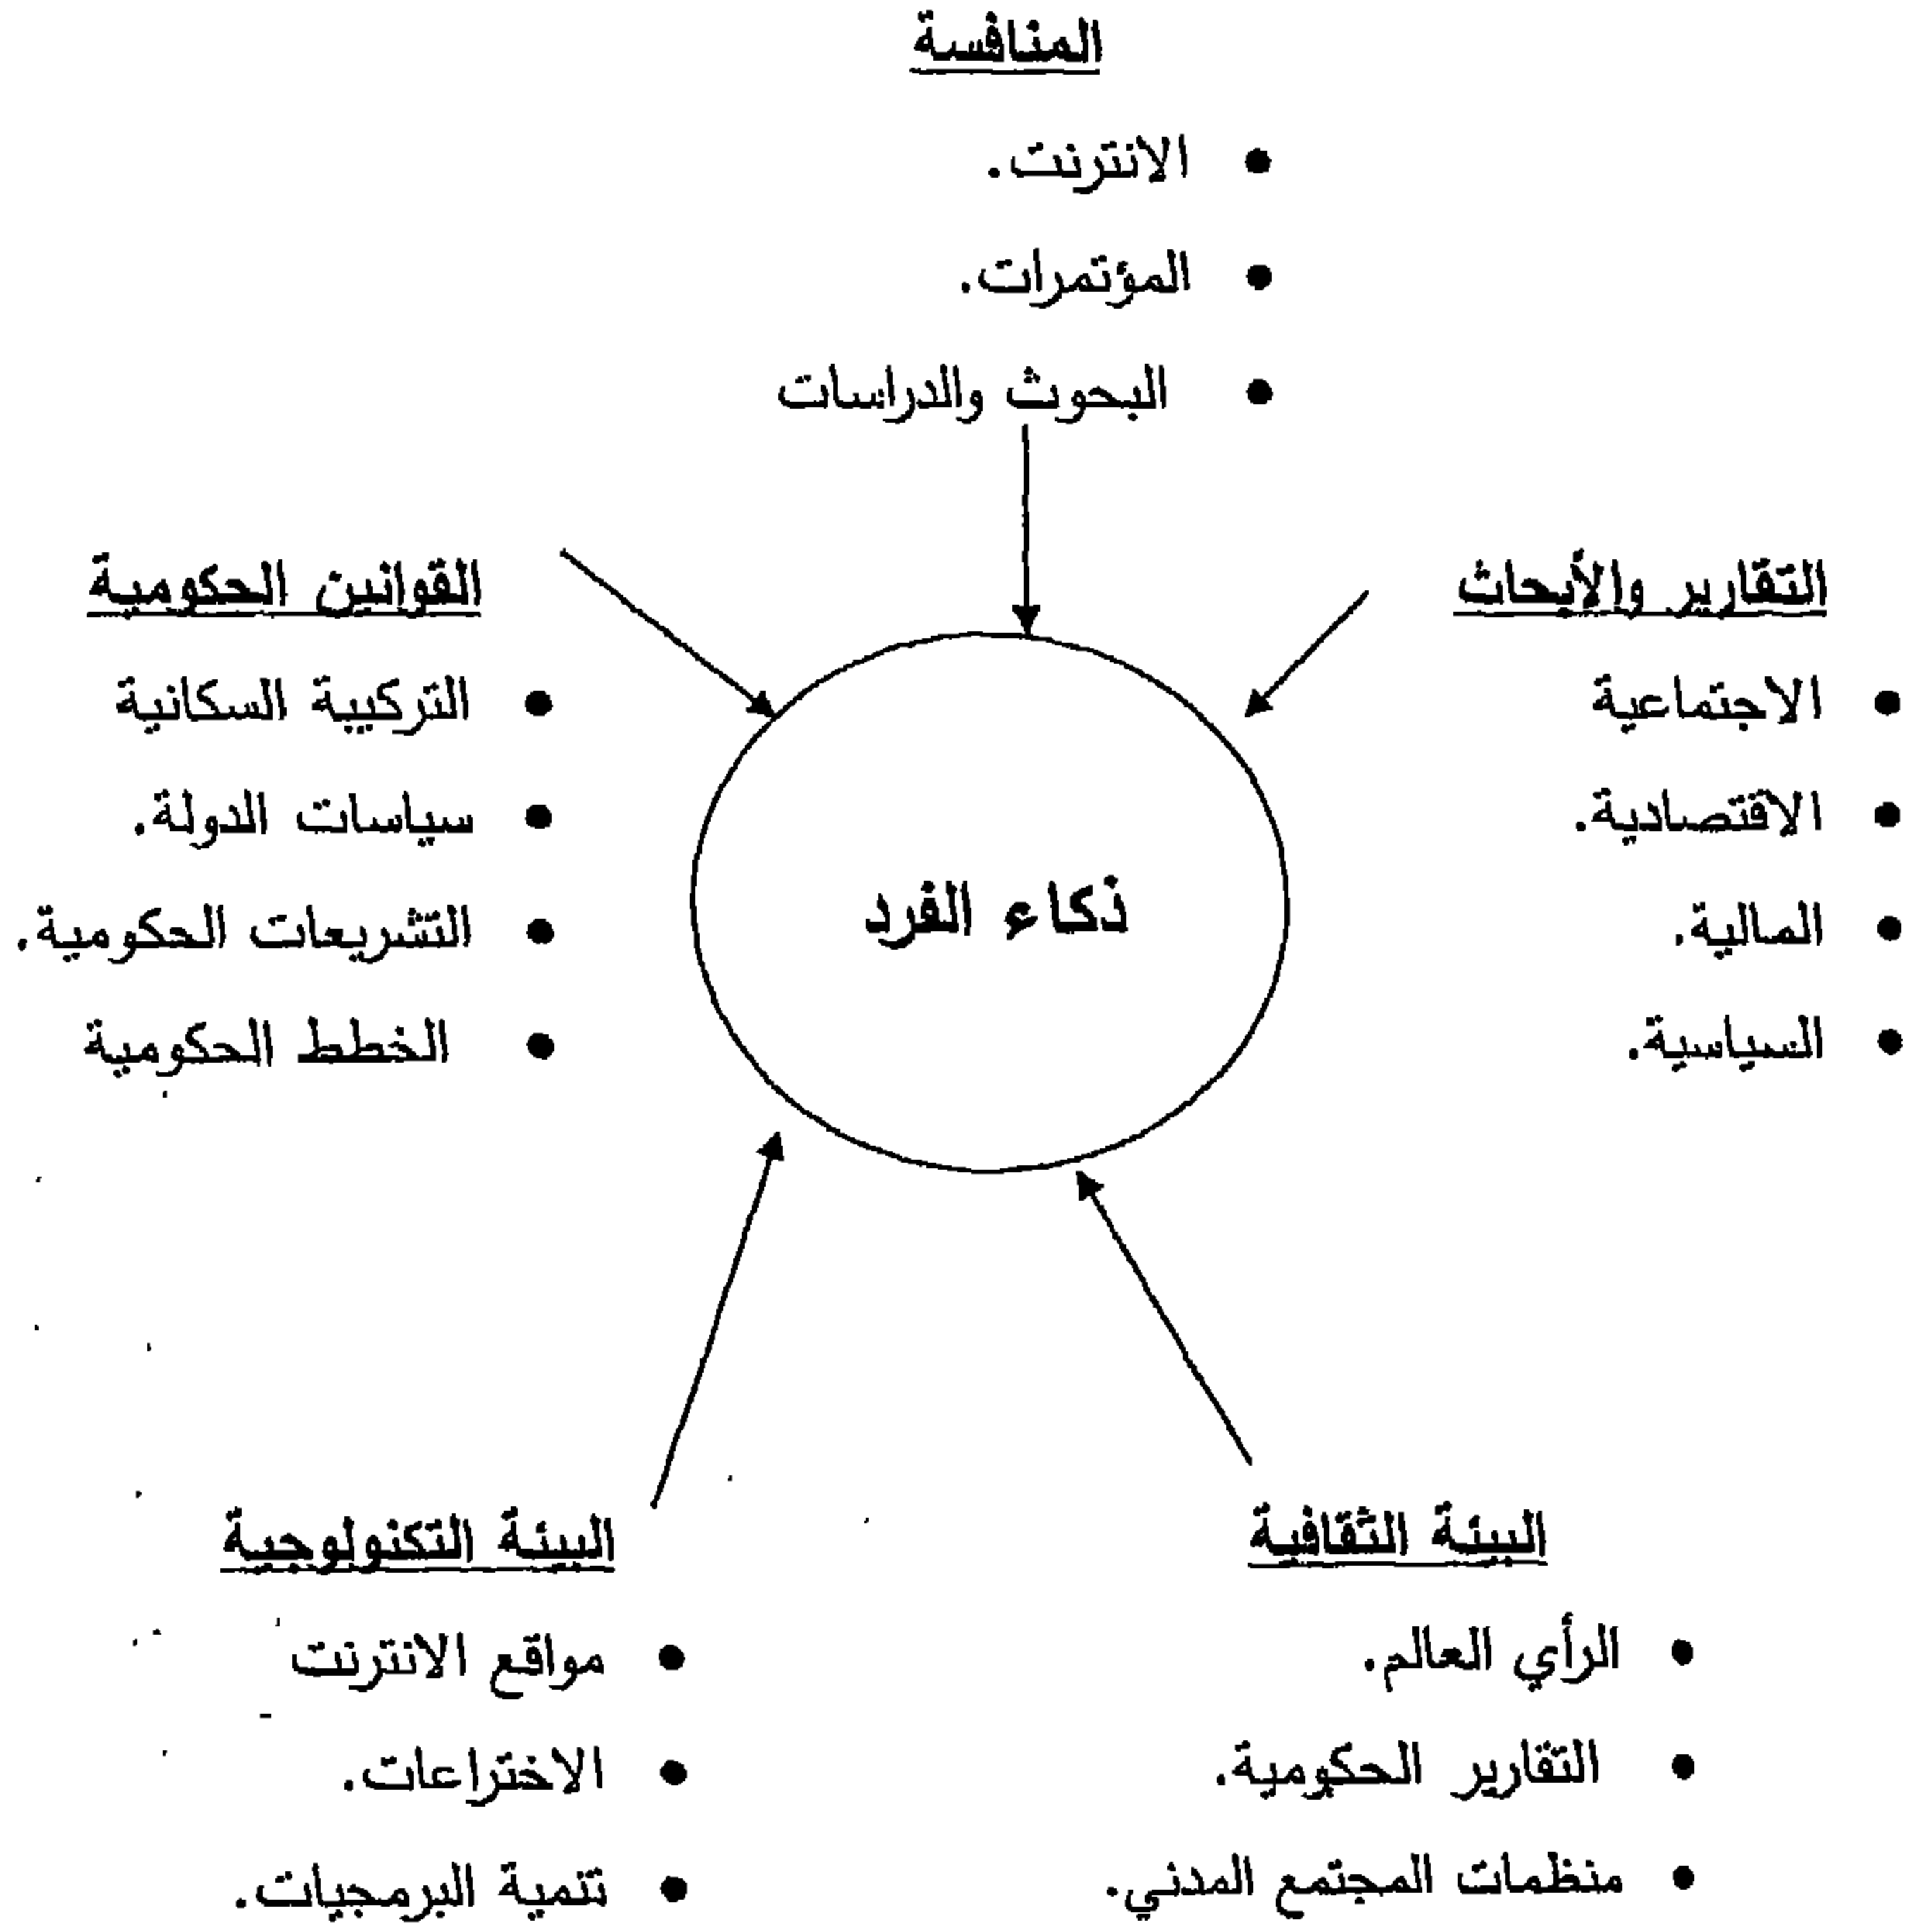 المنافسة
• الانترنت.
• المؤتمرات.
• البحوث والدراسات
التقارير والأبحاث
• الاجتماعية
• الاقتصادية.
• المالية.
• السياسية.
القوانين الحكومية
• التركيبة السكانية
• سياسات الدولة.
• التشريعات الحكومية.
• الخطط الحكومية
ذكاء الفرد
البيئة الثقافية
• الرأي العالم.
• التقارير الحكومية.
• منظمات المجتمع المدني.
البيئة التكنولوجية
• مواقع الانترنت
• الاختراعات.
• تنمية البرمجيات.